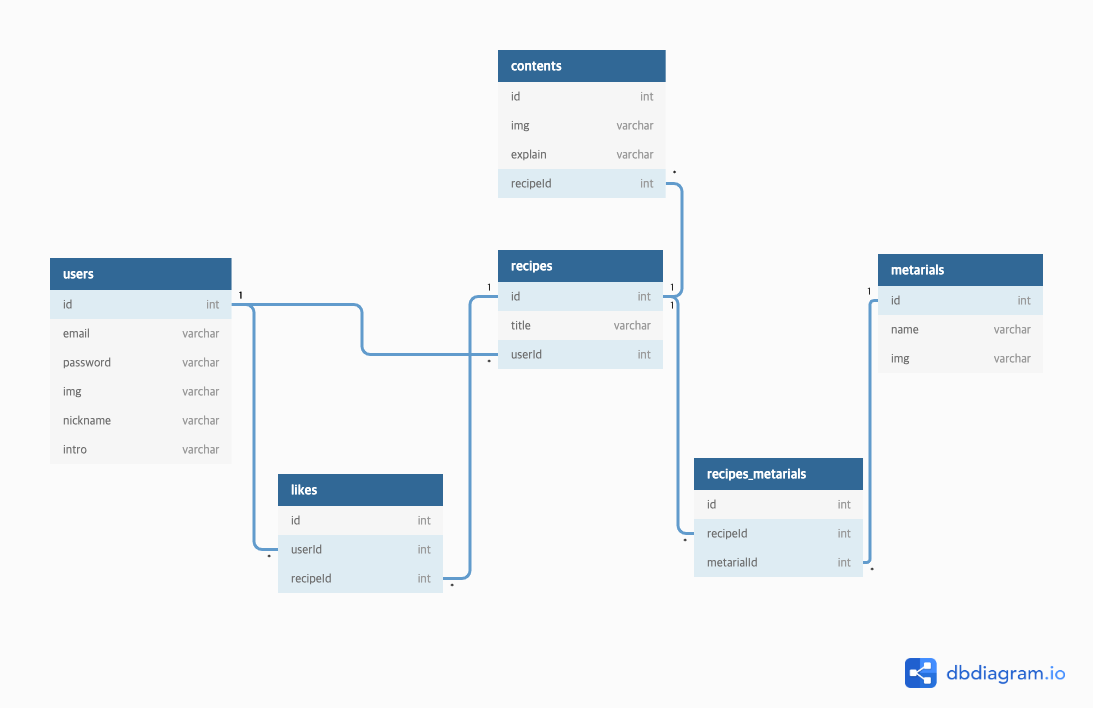 contents
id int
img varchar
explain varchar
recipeId int
*
users
id int
1
email varchar
password varchar
img varchar
nickname varchar
intro varchar
recipes
1
id int
1
1
title varchar
userId int
*
metarials
1
id int
name varchar
img varchar
likes
id int
userId int
*
recipeId int
*
recipes_metarials
id int
recipeId int
*
metarialId int
*
dbdiagram.io